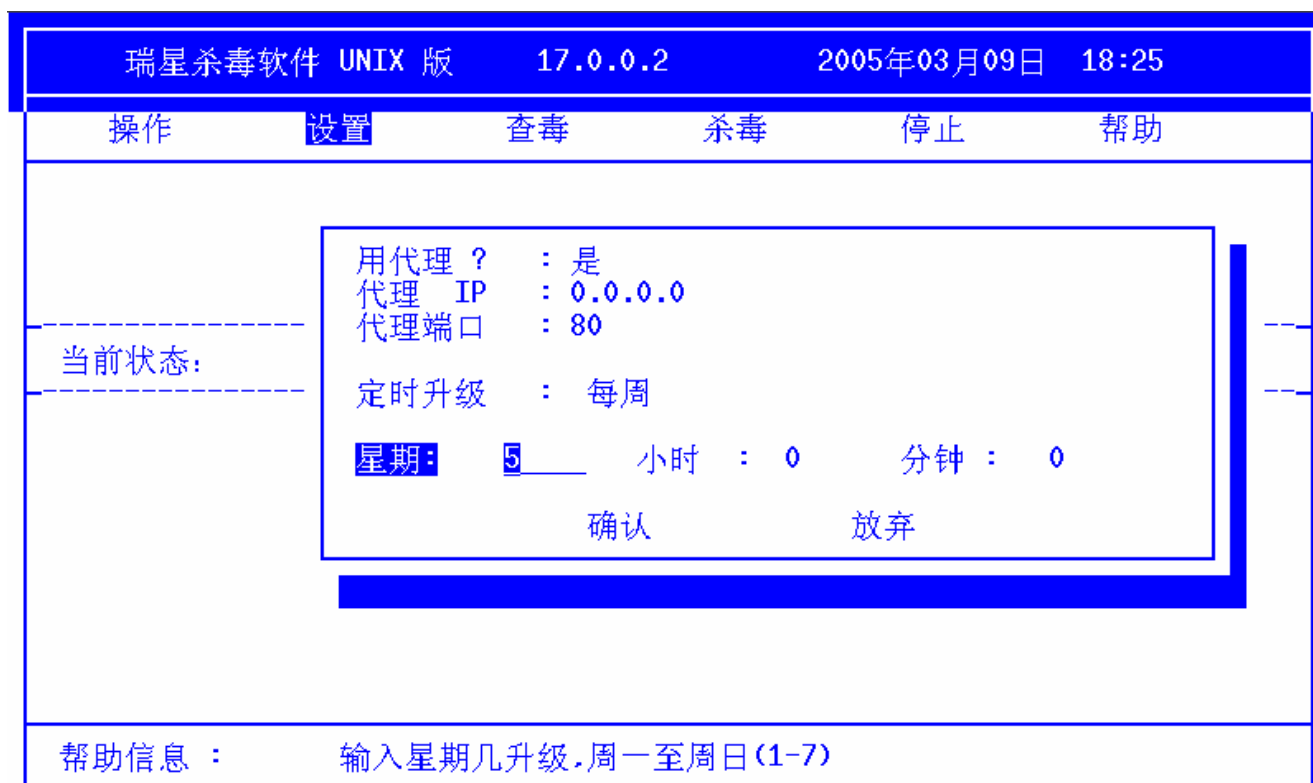 瑞星杀毒软件 UNIX 版 17.0.0.2 2005年03月09日 18:25
操作 设置 查毒 杀毒 停止 帮助
用代理 ? : 是
代理 IP : 0.0.0.0
代理端口 : 80
当前状态:
定时升级 : 每周
星期: 5 小时 : 0 分钟 : 0
确认 放弃
帮助信息 : 输入星期几升级.周一至周日(1-7)